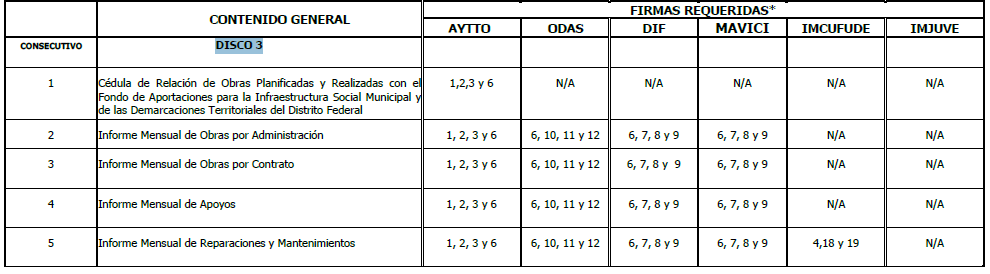 CONTENIDO GENERAL
FIRMAS REQUERIDAS*
AYTTO ODAS DIF MAVICI IMCUFUDE IMJUVE
CONSECUTIVO DISCO 3
1 Cédula de Relación de Obras Planificadas y Realizadas con el 1,2,3 y 6 N/A N/A N/A N/A N/A
Fondo de Aportaciones para la Infraestructura Social Municipal y
de las Demarcaciones Territoriales del Distrito Federal
2 Informe Mensual de Obras por Administración 1, 2, 3 y 6 6, 10, 11 y 12 6, 7, 8 y 9 6, 7, 8 y 9 N/A N/A
3 Informe Mensual de Obras por Contrato 1, 2, 3 y 6 6, 10, 11 y 12 6, 7, 8 y 9 6, 7, 8 y 9 N/A N/A
4 Informe Mensual de Apoyos 1, 2, 3 y 6 6, 10, 11 y 12 6, 7, 8 y 9 6, 7, 8 y 9 N/A N/A
5 Informe Mensual de Reparaciones y Mantenimientos 1, 2, 3 y 6 6, 10, 11 y 12 6, 7, 8 y 9 6, 7, 8 y 9 4,18 y 19 N/A